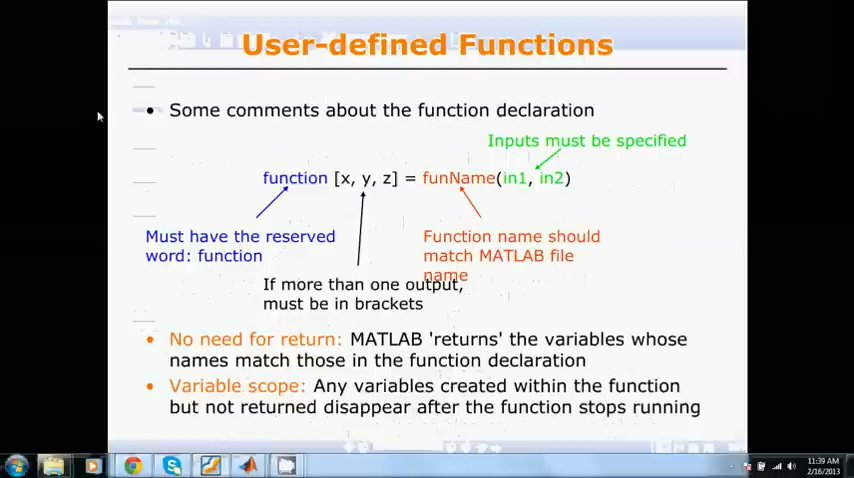 User-defined Functions
• Some comments about the function declaration
Inputs must be specified
function [x, y, z] = funName(in1, in2)
Must have the reserved
word: function
Function name should
match MATLAB file
name
If more than one output,
must be in brackets
• No need for return: MATLAB 'returns' the variables whose
names match those in the function declaration
• Variable scope: Any variables created within the function
but not returned disappear after the function stops running
11:39 AM
2/16/2013